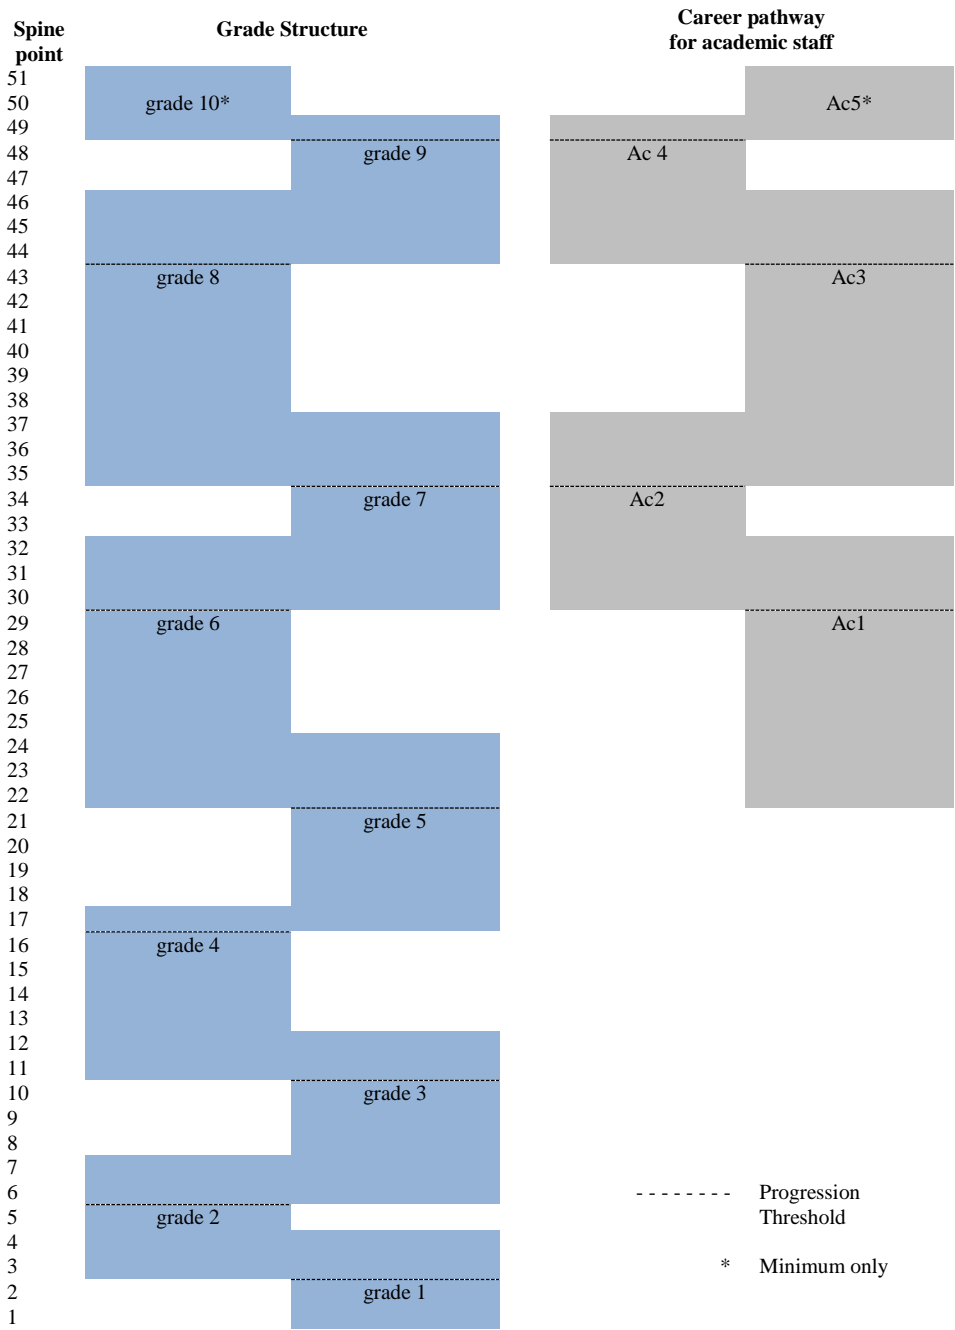 Spine point
Grade Structure
Career pathway
for academic staff
51
50 grade 10* Ac5*
49
48 grade 9 Ac 4
47
46
45
44
43 grade 8 Ac3
42
41
40
39
38
37
36
35
34 grade 7 Ac2
33
32
31
30
29 grade 6 Ac1
28
27
26
25
24
23
22
21 grade 5
20
19
18
17
16 grade 4
15
14
13
12
11
10 grade 3
9
8
7
6 - - - - - - - - Progression
5 grade 2 Threshold
4
3 * Minimum only
2 grade 1
1